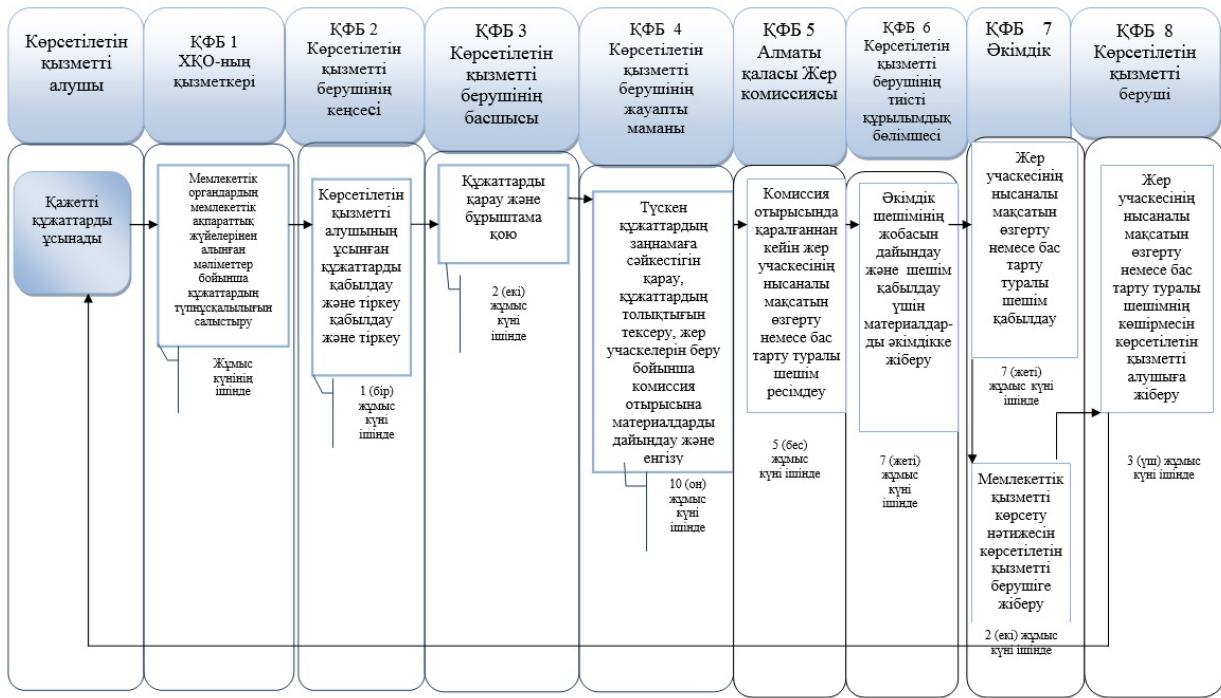 Көрсетілетін
қызметті
алушы
ҚФБ 1
ХҚО-ның
қызметкері
ҚФБ 2
Көрсетілетін
қызметті
берушінің
кеңсесі
ҚФБ 3
Көрсетілетін
қызметті
берушінің
басшысы
ҚФБ 4
Көрсетілетін
қызметті
берушінің
жауапты
маманы
ҚФБ 5
Алматы
қаласы Жер
комиссиясы
ҚФБ 6
Көрсетілетін
қызметті
берушінің
тиісті
құрылымдық
бөлімшесі
ҚФБ 7
Әкімдік
ҚФБ 8
Көрсетілетін
қызметті
беруші
Қажетті
құжаттарды
ұсынады
Мемлекеттік
органдардың
мемлекеттік
ақпараттық
жүйелерінен
алынған
мәліметтер
бойынша
құжаттардың
түпнұсқалылығын
салыстыру
Жұмыс
күнінің
ішінде
Көрсетілетін
қызметті
алушының
ұсынған
құжаттарды
қабылдау
және тіркеу
қабылдау
және тіркеу
1 (бір)
жұмыс
күні
ішінде
Құжаттарды
қарау және
бұрыштама
қою
2 (екі)
жұмыс
күні
ішінде
Түскен
құжаттардың
заңнамаға
сәйкестігін
қарау,
құжаттардың
толықтығын
тексеру, жер
учаскелерін беру
бойынша
комиссия
отырысына
материалдарды
дайындау және
енгізу
10 (он)
жұмыс
күні
ішінде
Комиссия
отырысында
қаралғаннан
кейін жер
учаскесінің
нысаналы
мақсатын
өзгерту
немесе бас
тарту туралы
шешім
ресімдеу
5 (бес)
жұмыс
күні ішінде
Әкімдік
шешімінің
жобасын
дайындау
және шешім
қабылдау
үшін
материалдар-
ды әкімдікке
жіберу
7 (жеті)
жұмыс
күні
ішінде
Жер
учаскесінің
нысаналы
мақсатын
өзгерту
немесе бас
тарту
туралы
шешім
қабылдау
7 (жеті)
жұмыс күні
ішінде
Мемлекеттік
қызметті
көрсету
нәтижесін
көрсетілетін
қызметті
берушіге
жіберу
2 (екі) жұмыс
күні ішінде
Жер
учаскесінің
нысаналы
мақсатын
өзгерту
немесе бас
тарту туралы
шешімнің
көшірмесін
көрсетілетін
қызметті
алушыға
жіберу
3 (үш) жұмыс
күні ішінде